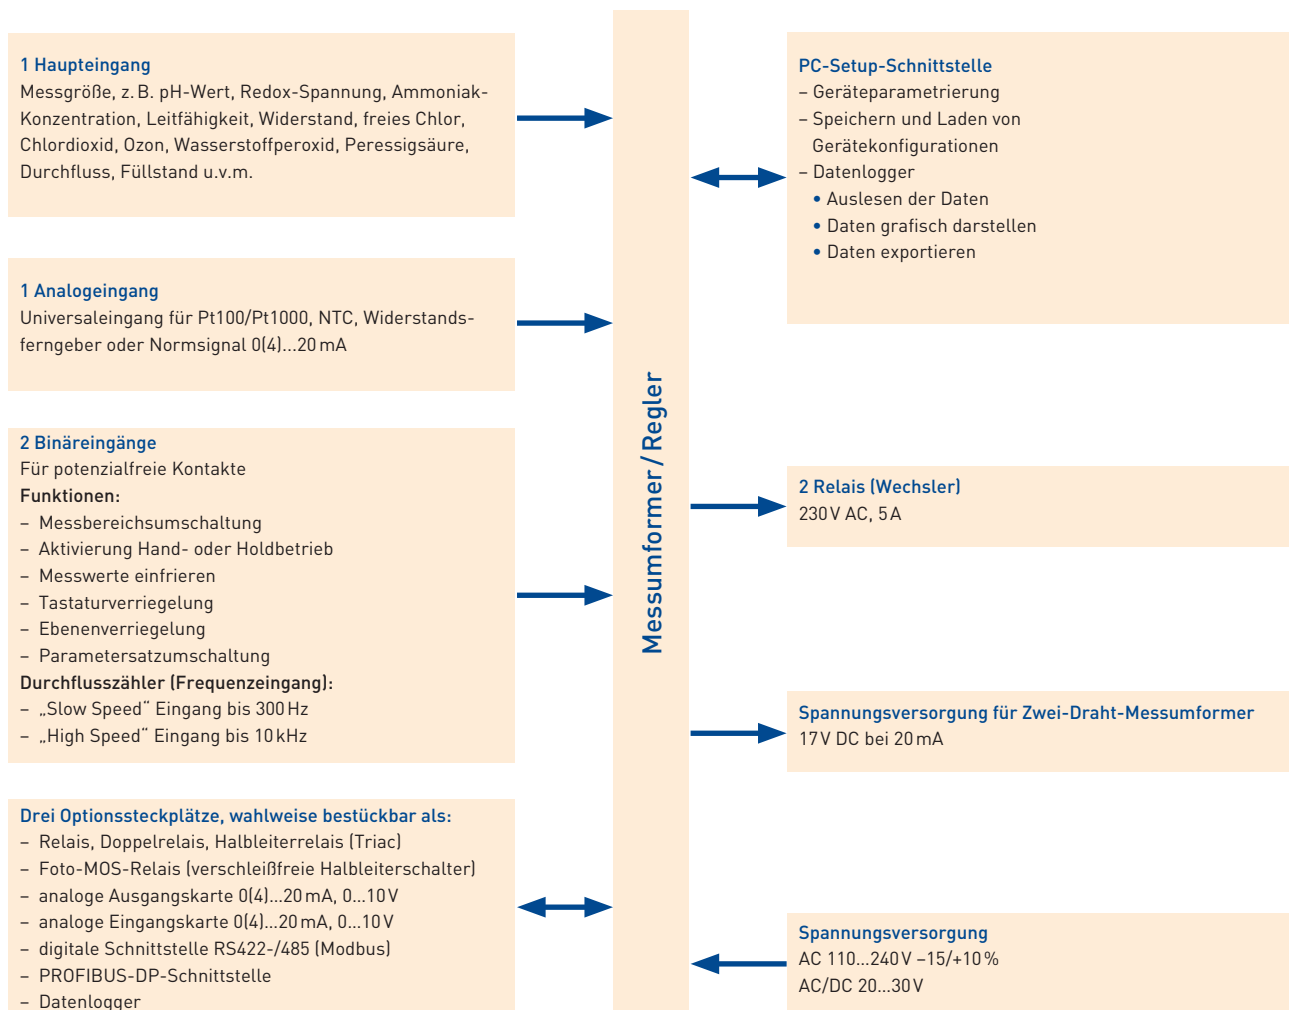 1 Haupteingang
Messgröße, z. B. pH-Wert, Redox-Spannung, Ammoniak-
Konzentration, Leitfähigkeit, Widerstand, freies Chlor,
Chlordioxid, Ozon, Wasserstoffperoxid, Peressigsäure,
Durchfluss, Füllstand u.v.m.
1 Analogeingang
Universaleingang für Pt100/Pt1000, NTC, Widerstands-
ferngeber oder Normsignal 0(4)...20 mA
2 Binäreingänge
Für potenzialfreie Kontakte
Funktionen:
– Messbereichsumschaltung
– Aktivierung Hand- oder Holdbetrieb
– Messwerte einfrieren
– Tastaturverriegelung
– Ebenenverriegelung
– Parametersatzumschaltung
Durchflusszähler (Frequenzeingang):
– „Slow Speed“ Eingang bis 300 Hz
– „High Speed“ Eingang bis 10 kHz
Drei Optionssteckplätze, wahlweise bestückbar als:
– Relais, Doppelrelais, Halbleiterrelais (Triac)
– Foto-MOS-Relais (verschleißfreie Halbleiterschalter)
– analoge Ausgangskarte 0(4)...20 mA, 0...10 V
– analoge Eingangskarte 0(4)...20 mA, 0...10 V
– digitale Schnittstelle RS422-/485 (Modbus)
– PROFIBUS-DP-Schnittstelle
– Datenlogger
Messumformer / Regler
PC-Setup-Schnittstelle
– Geräteparametrierung
– Speichern und Laden von
Gerätekonfigurationen
– Datenlogger
• Auslesen der Daten
• Daten grafisch darstellen
• Daten exportieren
2 Relais (Wechsler)
230 V AC, 5 A
Spannungsversorgung für Zwei-Draht-Messumformer
17 V DC bei 20 mA
Spannungsversorgung
AC 110...240 V –15/+10 %
AC/DC 20...30 V